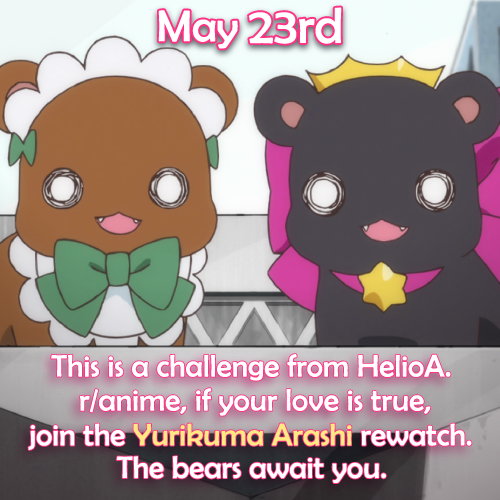 May 23rd
This is a challenge from HelioA.
r/anime, if your love is true,
join the Yurikuma Arashi rewatch.
The bears await you.